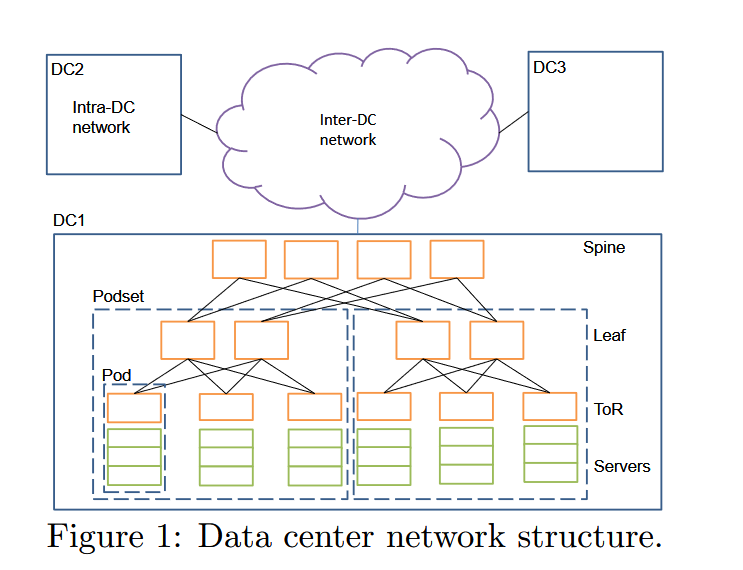 DC2
Intra-DC
network
Inter-DC
network
DC3
DC1
Spine
Podset
Leaf
Pod
ToR
Servers
Figure 1: Data center network structure.